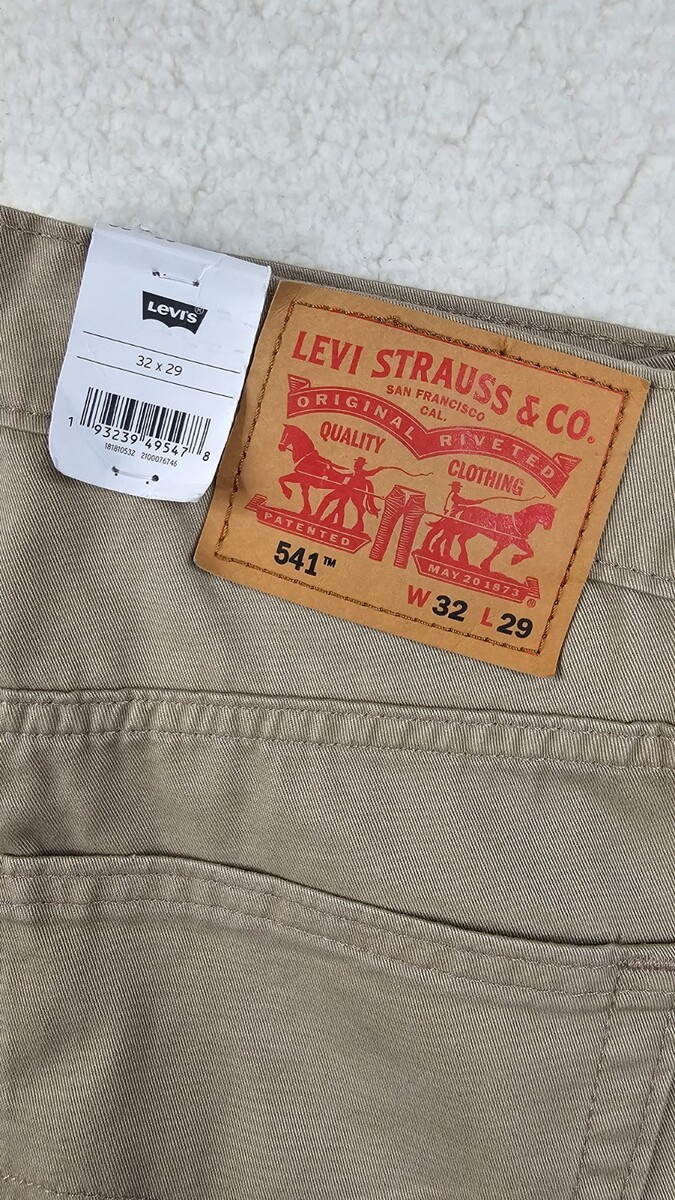 Levi's®
32 x 29
1 93239 49547 8
181810532 2100076746
LEVI STRAUSS & CO.
SAN FRANCISCO
CAL.
ORIGINAL RIVETED
QUALITY
CLOTHING
PATENTED
MAY 20 1873
®
541™
W 32 L 29